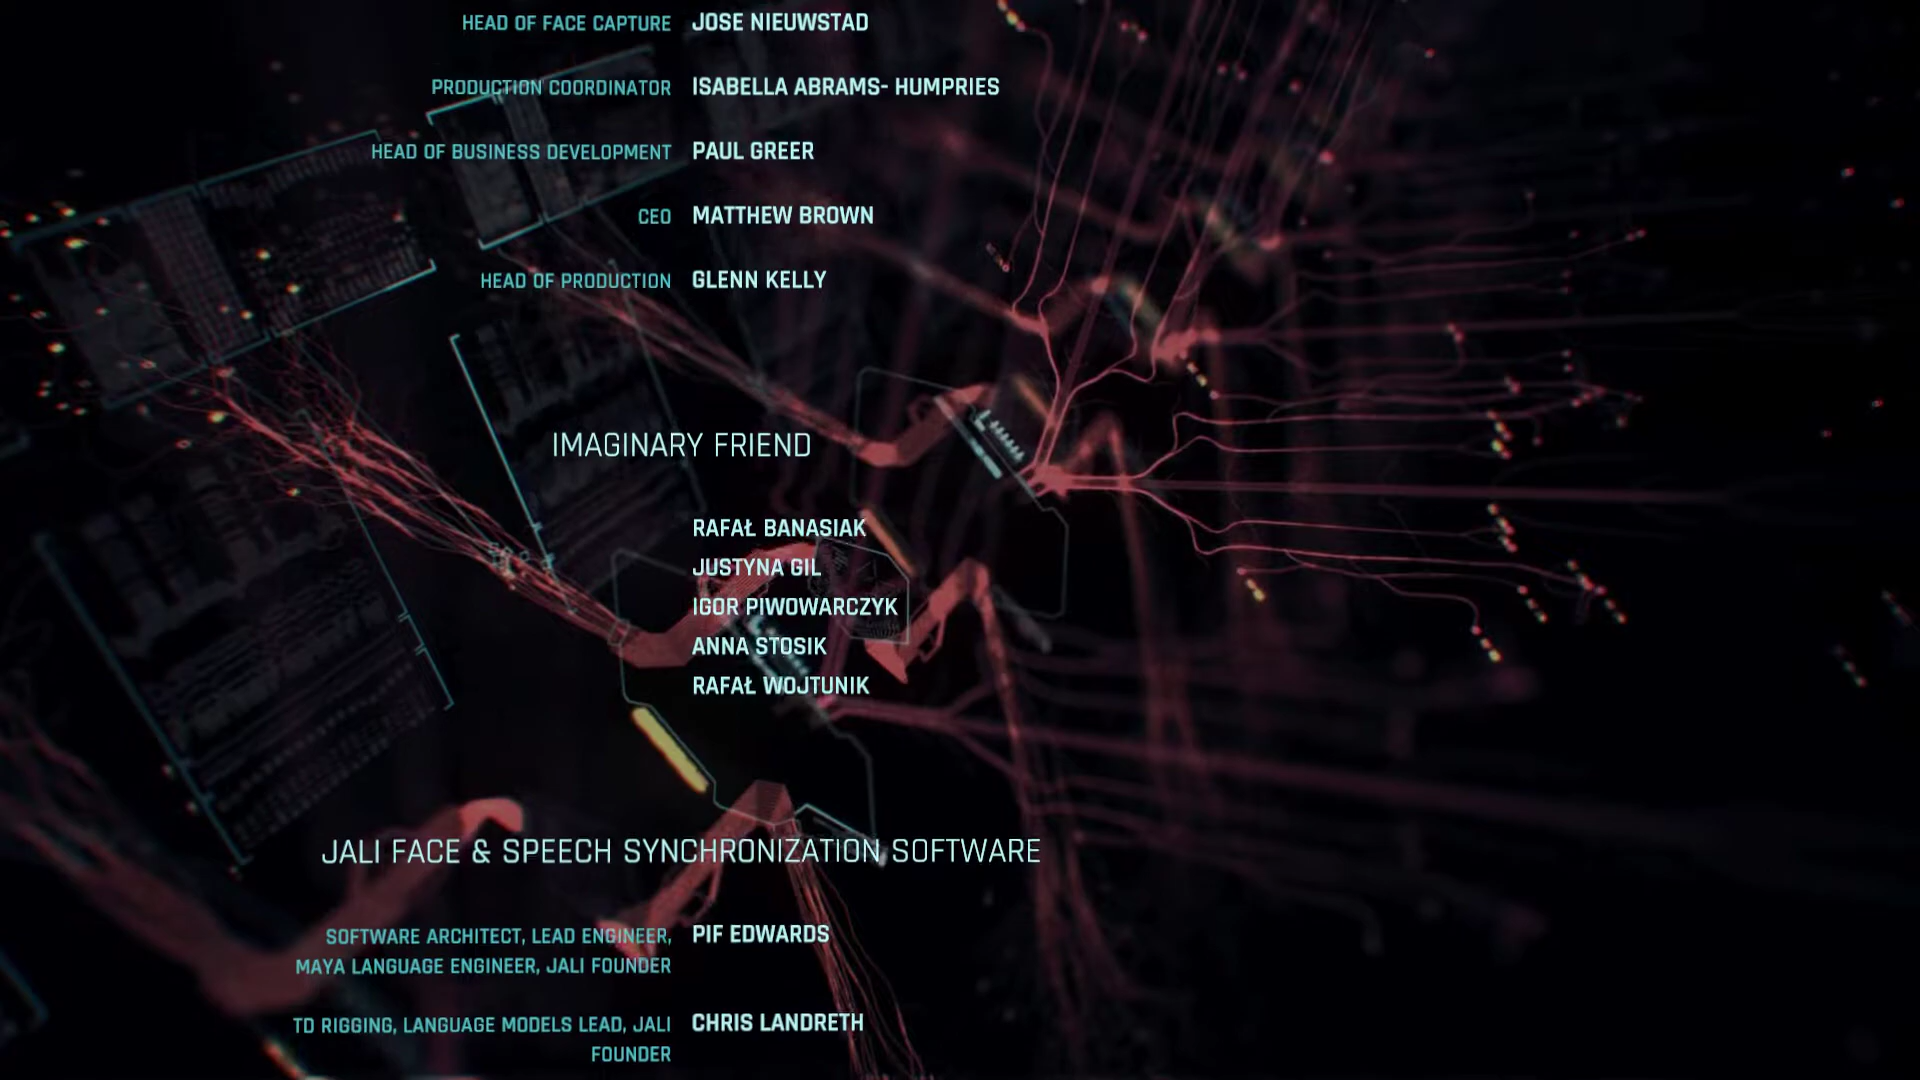 HEAD OF FACE CAPTURE JOSE NIEUWSTAD
PRODUCTION COORDINATOR ISABELLA ABRAMS- HUMPRIES
HEAD OF BUSINESS DEVELOPMENT PAUL GREER
CEO MATTHEW BROWN
HEAD OF PRODUCTION GLENN KELLY
IMAGINARY FRIEND
RAFAŁ BANASIAK
JUSTYNA GIL
IGOR PIWOWARCZYK
ANNA STOSIK
RAFAŁ WOJTUNIK
JALI FACE & SPEECH SYNCHRONIZATION SOFTWARE
SOFTWARE ARCHITECT, LEAD ENGINEER, PIF EDWARDS
MAYA LANGUAGE ENGINEER, JALI FOUNDER
TD RIGGING, LANGUAGE MODELS LEAD, JALI CHRIS LANDRETH
FOUNDER